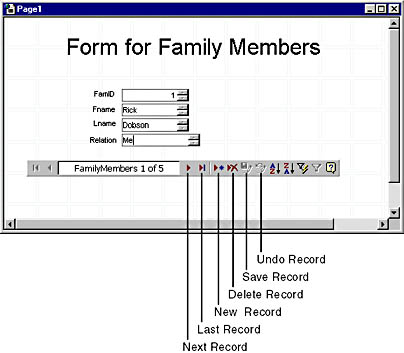 Page1
Form for Family Members
FamID 1
Fname Rick
Lname Dobson
Relation Me
FamilyMembers 1 of 5
Undo Record
Save Record
Delete Record
New Record
Last Record
Next Record